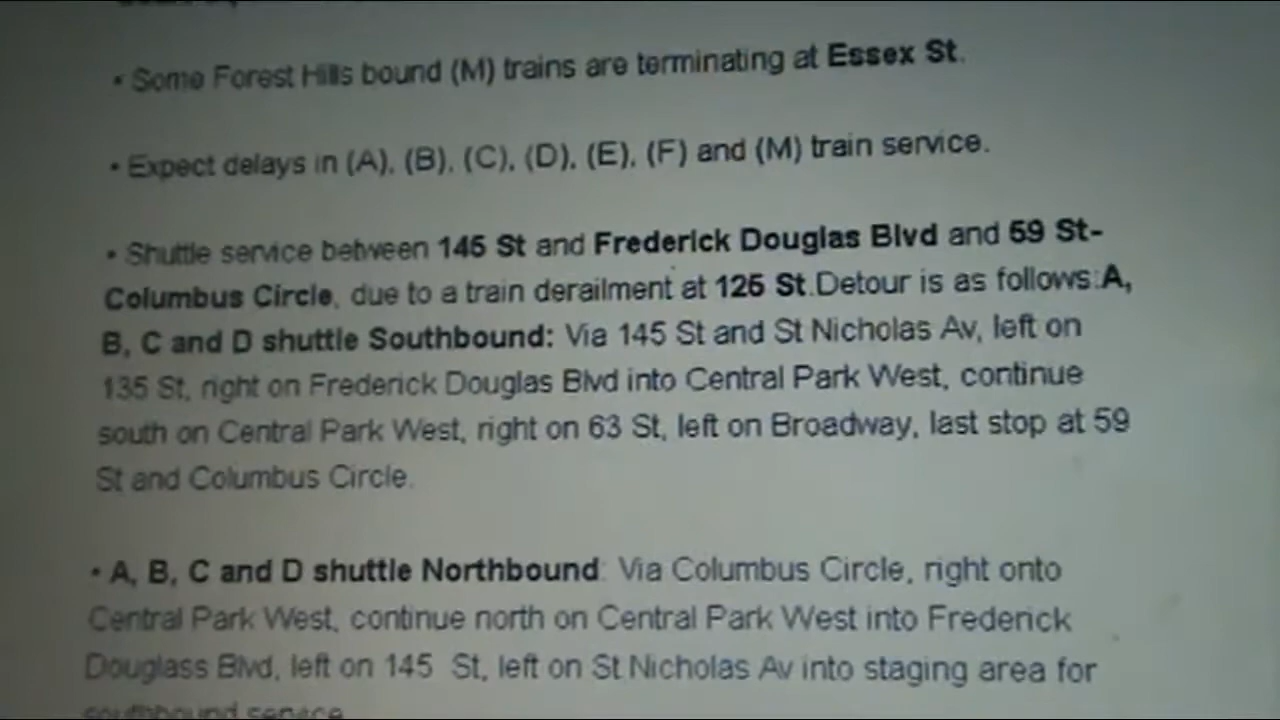 • Some Forest Hills bound (M) trains are terminating at Essex St.
• Expect delays in (A), (B), (C), (D), (E), (F) and (M) train service.
• Shuttle service between 145 St and Frederick Douglas Blvd and 59 St-
Columbus Circle, due to a train derailment at 125 St.Detour is as follows:A,
B, C and D shuttle Southbound: Via 145 St and St Nicholas Av, left on
135 St, right on Frederick Douglas Blvd into Central Park West, continue
south on Central Park West, right on 63 St, left on Broadway, last stop at 59
St and Columbus Circle.
• A, B, C and D shuttle Northbound: Via Columbus Circle, right onto
Central Park West, continue north on Central Park West into Frederick
Douglass Blvd, left on 145 St, left on St Nicholas Av into staging area for
southbound service